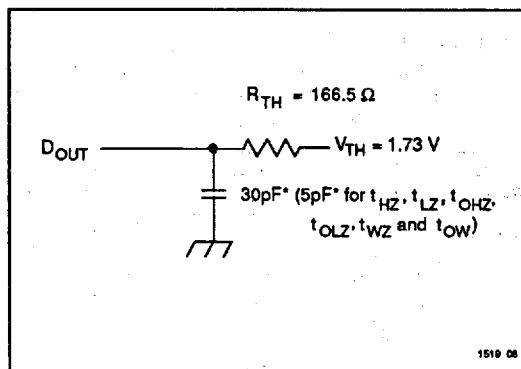 R_TH = 166.5 Ω
D_OUT
V_TH = 1.73 V
30pF* (5pF* for t_HZ, t_LZ, t_OHZ,
t_OLZ, t_WZ and t_OW)
1519 08